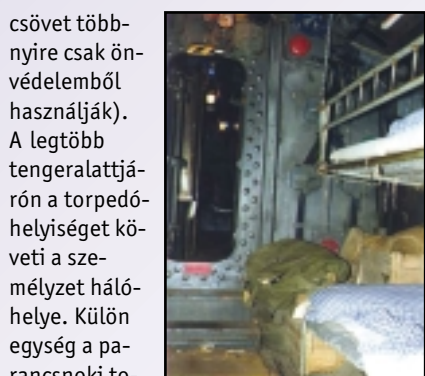 csövet több-
nyire csak ön-
védelemből
használják).
A legtöbb
tengeralattjá-
rón a torpedó-
helyiséget kö-
veti a sze-
mélyzet háló-
helye. Külön
egység a pa-
rancsnoki te-